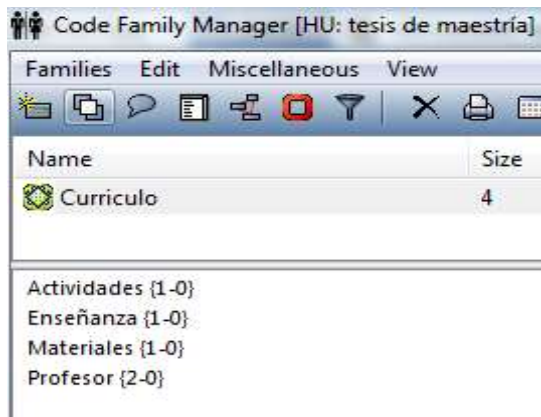 Code Family Manager [HU: tesis de maestría]
Families Edit Miscellaneous View
Name Size
Curriculo 4
Actividades {1-0}
Enseñanza {1-0}
Materiales {1-0}
Profesor {2-0}